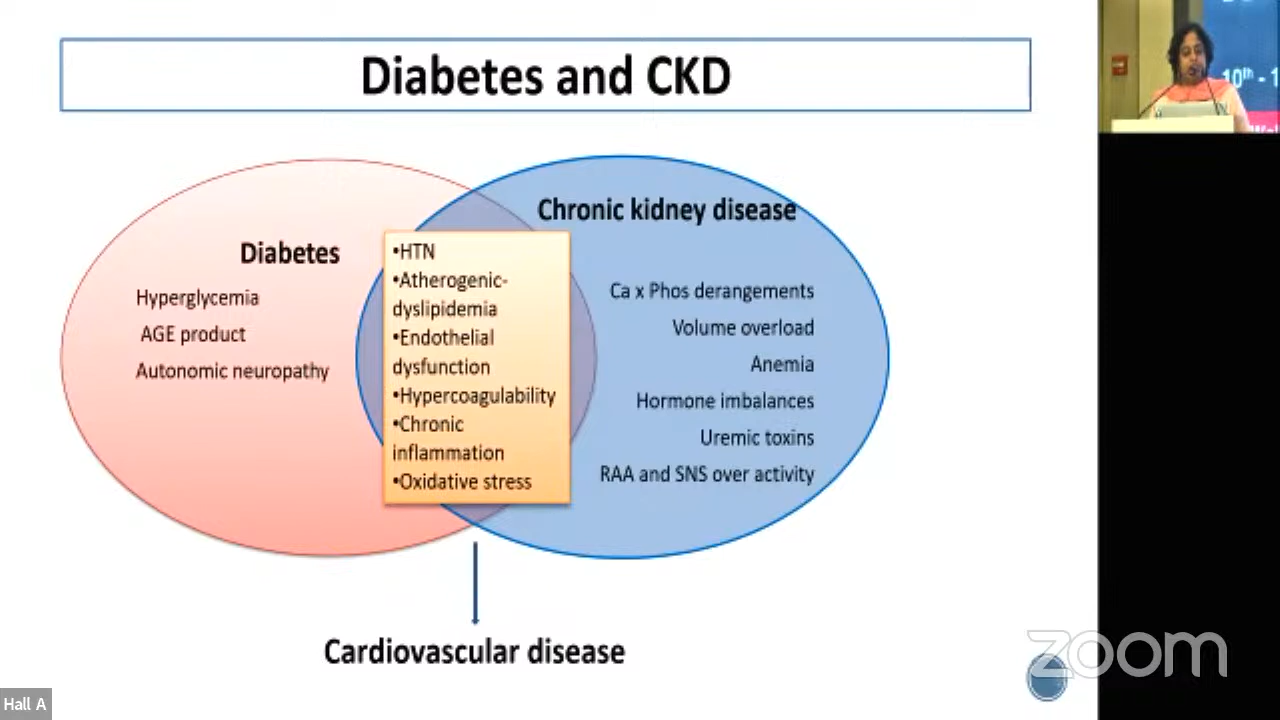 Diabetes and CKD
10th - 1
Diabetes
Hyperglycemia
AGE product
Autonomic neuropathy
•HTN
•Atherogenic-
dyslipidemia
•Endothelial
dysfunction
•Hypercoagulability
•Chronic
inflammation
•Oxidative stress
Chronic kidney disease
Ca x Phos derangements
Volume overload
Anemia
Hormone imbalances
Uremic toxins
RAA and SNS over activity
Cardiovascular disease
zoom
Hall A